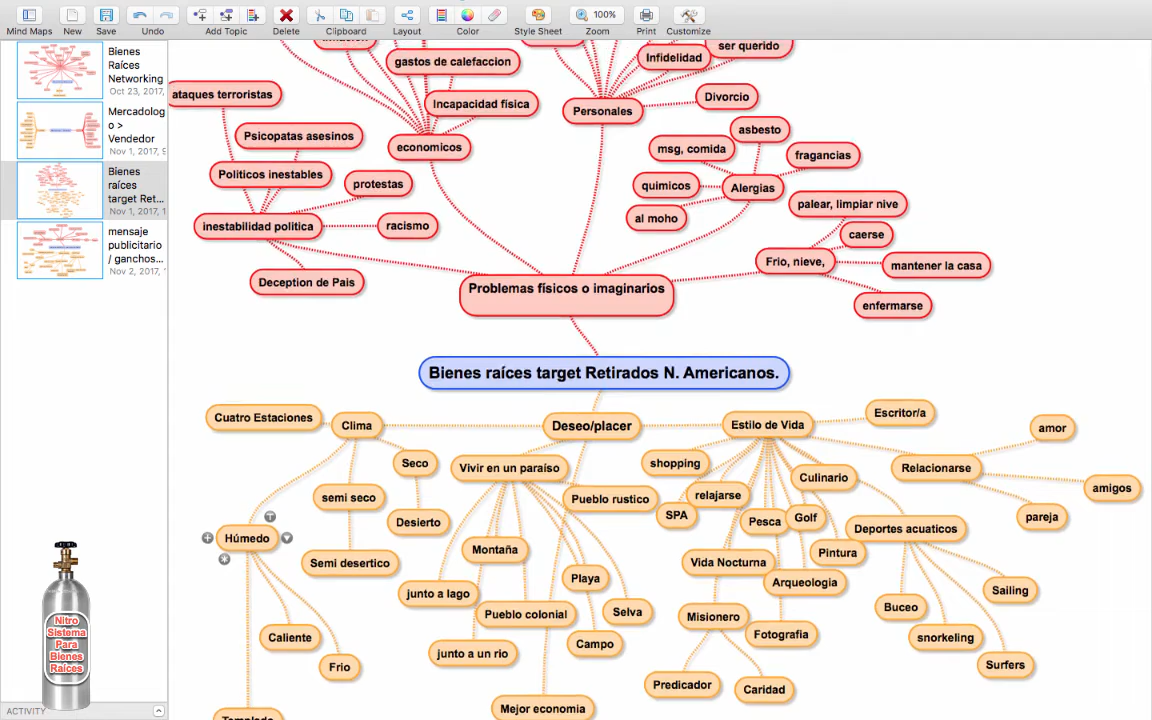 Mind Maps
New
Save
Undo
Add Topic
Delete
Clipboard
Layout
Color
Style Sheet
100%
Zoom
Print
Customize
Bienes
Raíces
Networking
Oct 23, 2017,
Mercadolog
o >
Vendedor
Nov 1, 2017, 9
Bienes
raíces
target Ret...
Nov 1, 2017, 1
mensaje
publicitario
/ ganchos...
Nov 2, 2017, 1
Nitro
Sistema
Para
Bienes
Raíces
ACTIVITY
ataques terroristas
Psicopatas asesinos
Politicos inestables
protestas
inestabilidad politica
racismo
Deception de Pais
gastos de calefaccion
Incapacidad fisica
economicos
ser querido
Infidelidad
Personales
Divorcio
asbesto
msg, comida
fragancias
quimicos
Alergias
al moho
palear, limpiar nive
caerse
Frio, nieve,
mantener la casa
enfermarse
Problemas físicos o imaginarios
Bienes raíces target Retirados N. Americanos.
Cuatro Estaciones
Clima
Deseo/placer
Estilo de Vida
Escritor/a
amor
Seco
Vivir en un paraíso
shopping
Relacionarse
Culinario
amigos
semi seco
Pueblo rustico
relajarse
SPA
Pesca
Golf
pareja
Desierto
Deportes acuaticos
Húmedo
Montaña
Pintura
Semi desertico
Vida Nocturna
Playa
Arqueologia
junto a lago
Sailing
Buceo
Pueblo colonial
Selva
Misionero
Caliente
Fotografia
snorkeling
Campo
junto a un rio
Frio
Surfers
Predicador
Caridad
Mejor economia
Templado